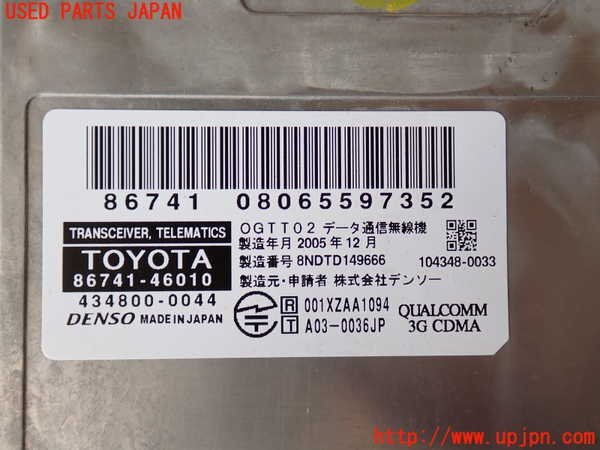 USED PARTS JAPAN
86741 08065597352
TRANSCEIVER, TELEMATICS
TOYOTA
86741-46010
434800-0044
DENSO MADE IN JAPAN
OGTT02 データ通信無線機
製造年月 2005年12月
製造番号 8NDTD149666
104348-0033
製造元・申請者 株式会社デンソー
R 001XZAA1094
T A03-0036JP
QUALCOMM
3G CDMA
http://www.upjpn.com/